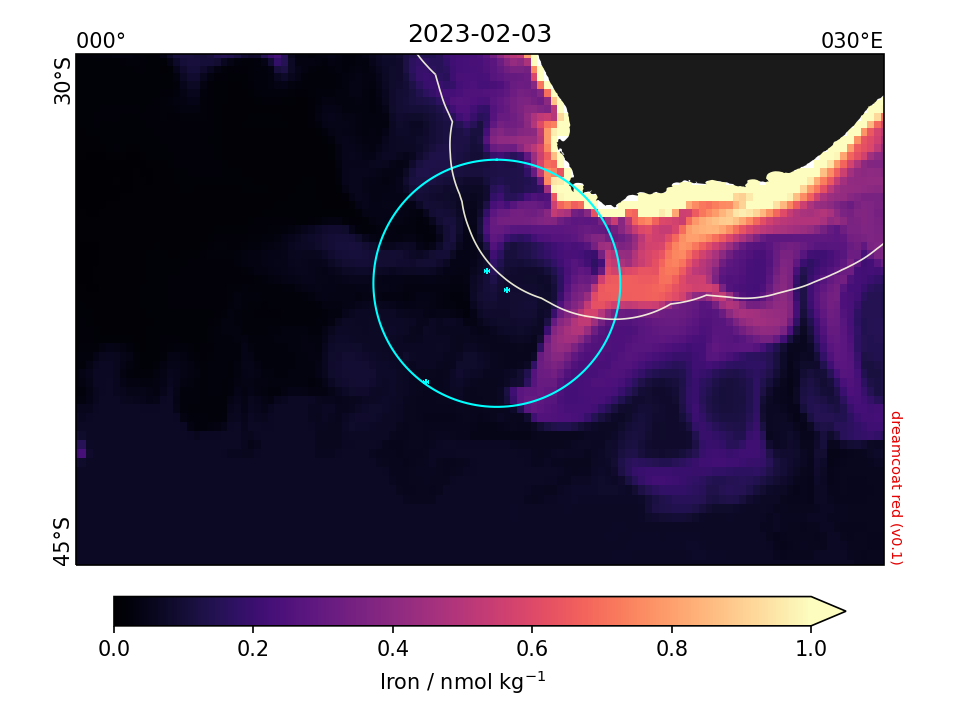 2023-02-03
000°
030°E
30°S
45°S
dreamcoat red (v0.1)
0.0 0.2 0.4 0.6 0.8 1.0
Iron / nmol kg⁻¹